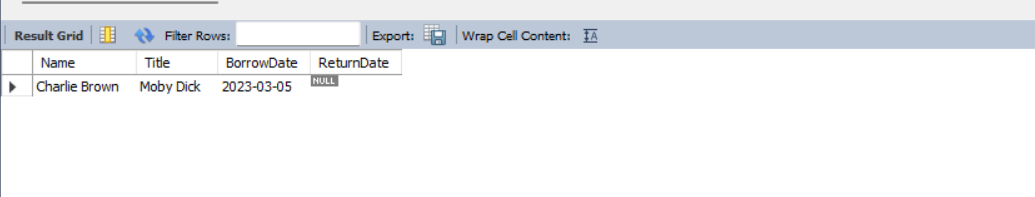 Result Grid Filter Rows: Export: Wrap Cell Content: IA
Name Title BorrowDate ReturnDate
Charlie Brown Moby Dick 2023-03-05 NULL